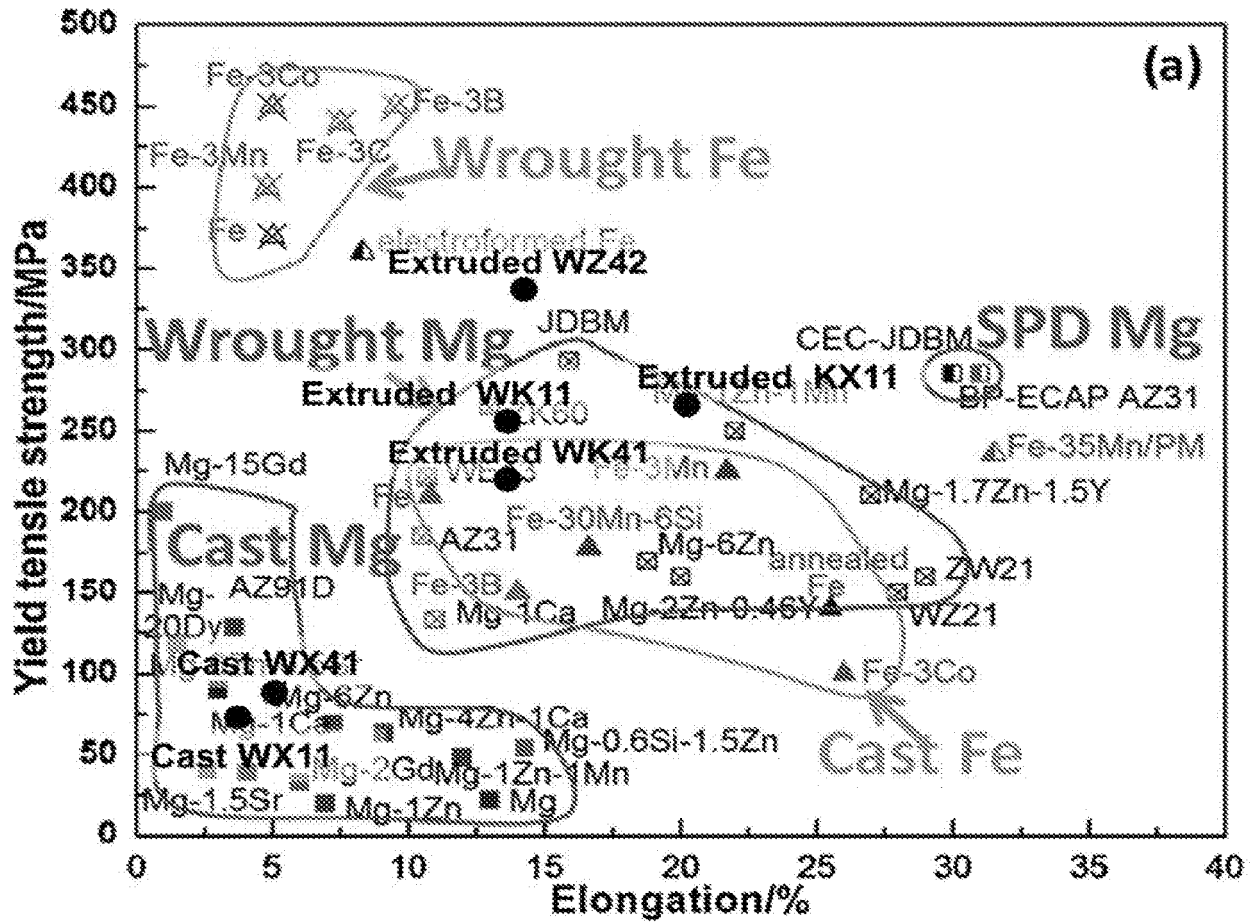 (a)
500
450
400
350
300
250
200
150
100
50
0
Yield tensle strength/MPa
Fe-3Co
Fe-3B
Fe-3Mn
Fe-3C
Wrought Fe
Fe
electroformed Fe
Extruded WZ42
Wrought Mg
JDBM
CEC-JDBM
SPD Mg
Extruded WK11
Extruded KX11
BP-ECAP AZ31
Extruded WK41
Fe-35Mn/PM
Mg-15Gd
Fe
Mg-1.7Zn-1.5Y
Cast Mg
Fe-30Mn-6Si
AZ31
Mg-6Zn
annealed
Fe
ZW21
AZ91D
Fe-3B
Mg-1Ca
Mg-2Zn-0.46Y
WZ21
Mg-
20Dy
Cast WX41
Fe-3Co
Mg-6Zn
Mg-1Ca
Mg-4Zn-1Ca
Cast WX11
Mg-0.6Si-1.5Zn
Cast Fe
Mg-2Gd
Mg-1Zn-1Mn
Mg-1.5Sr
Mg-1Zn
Mg
0
5
10
15
20
25
30
35
40
Elongation/%